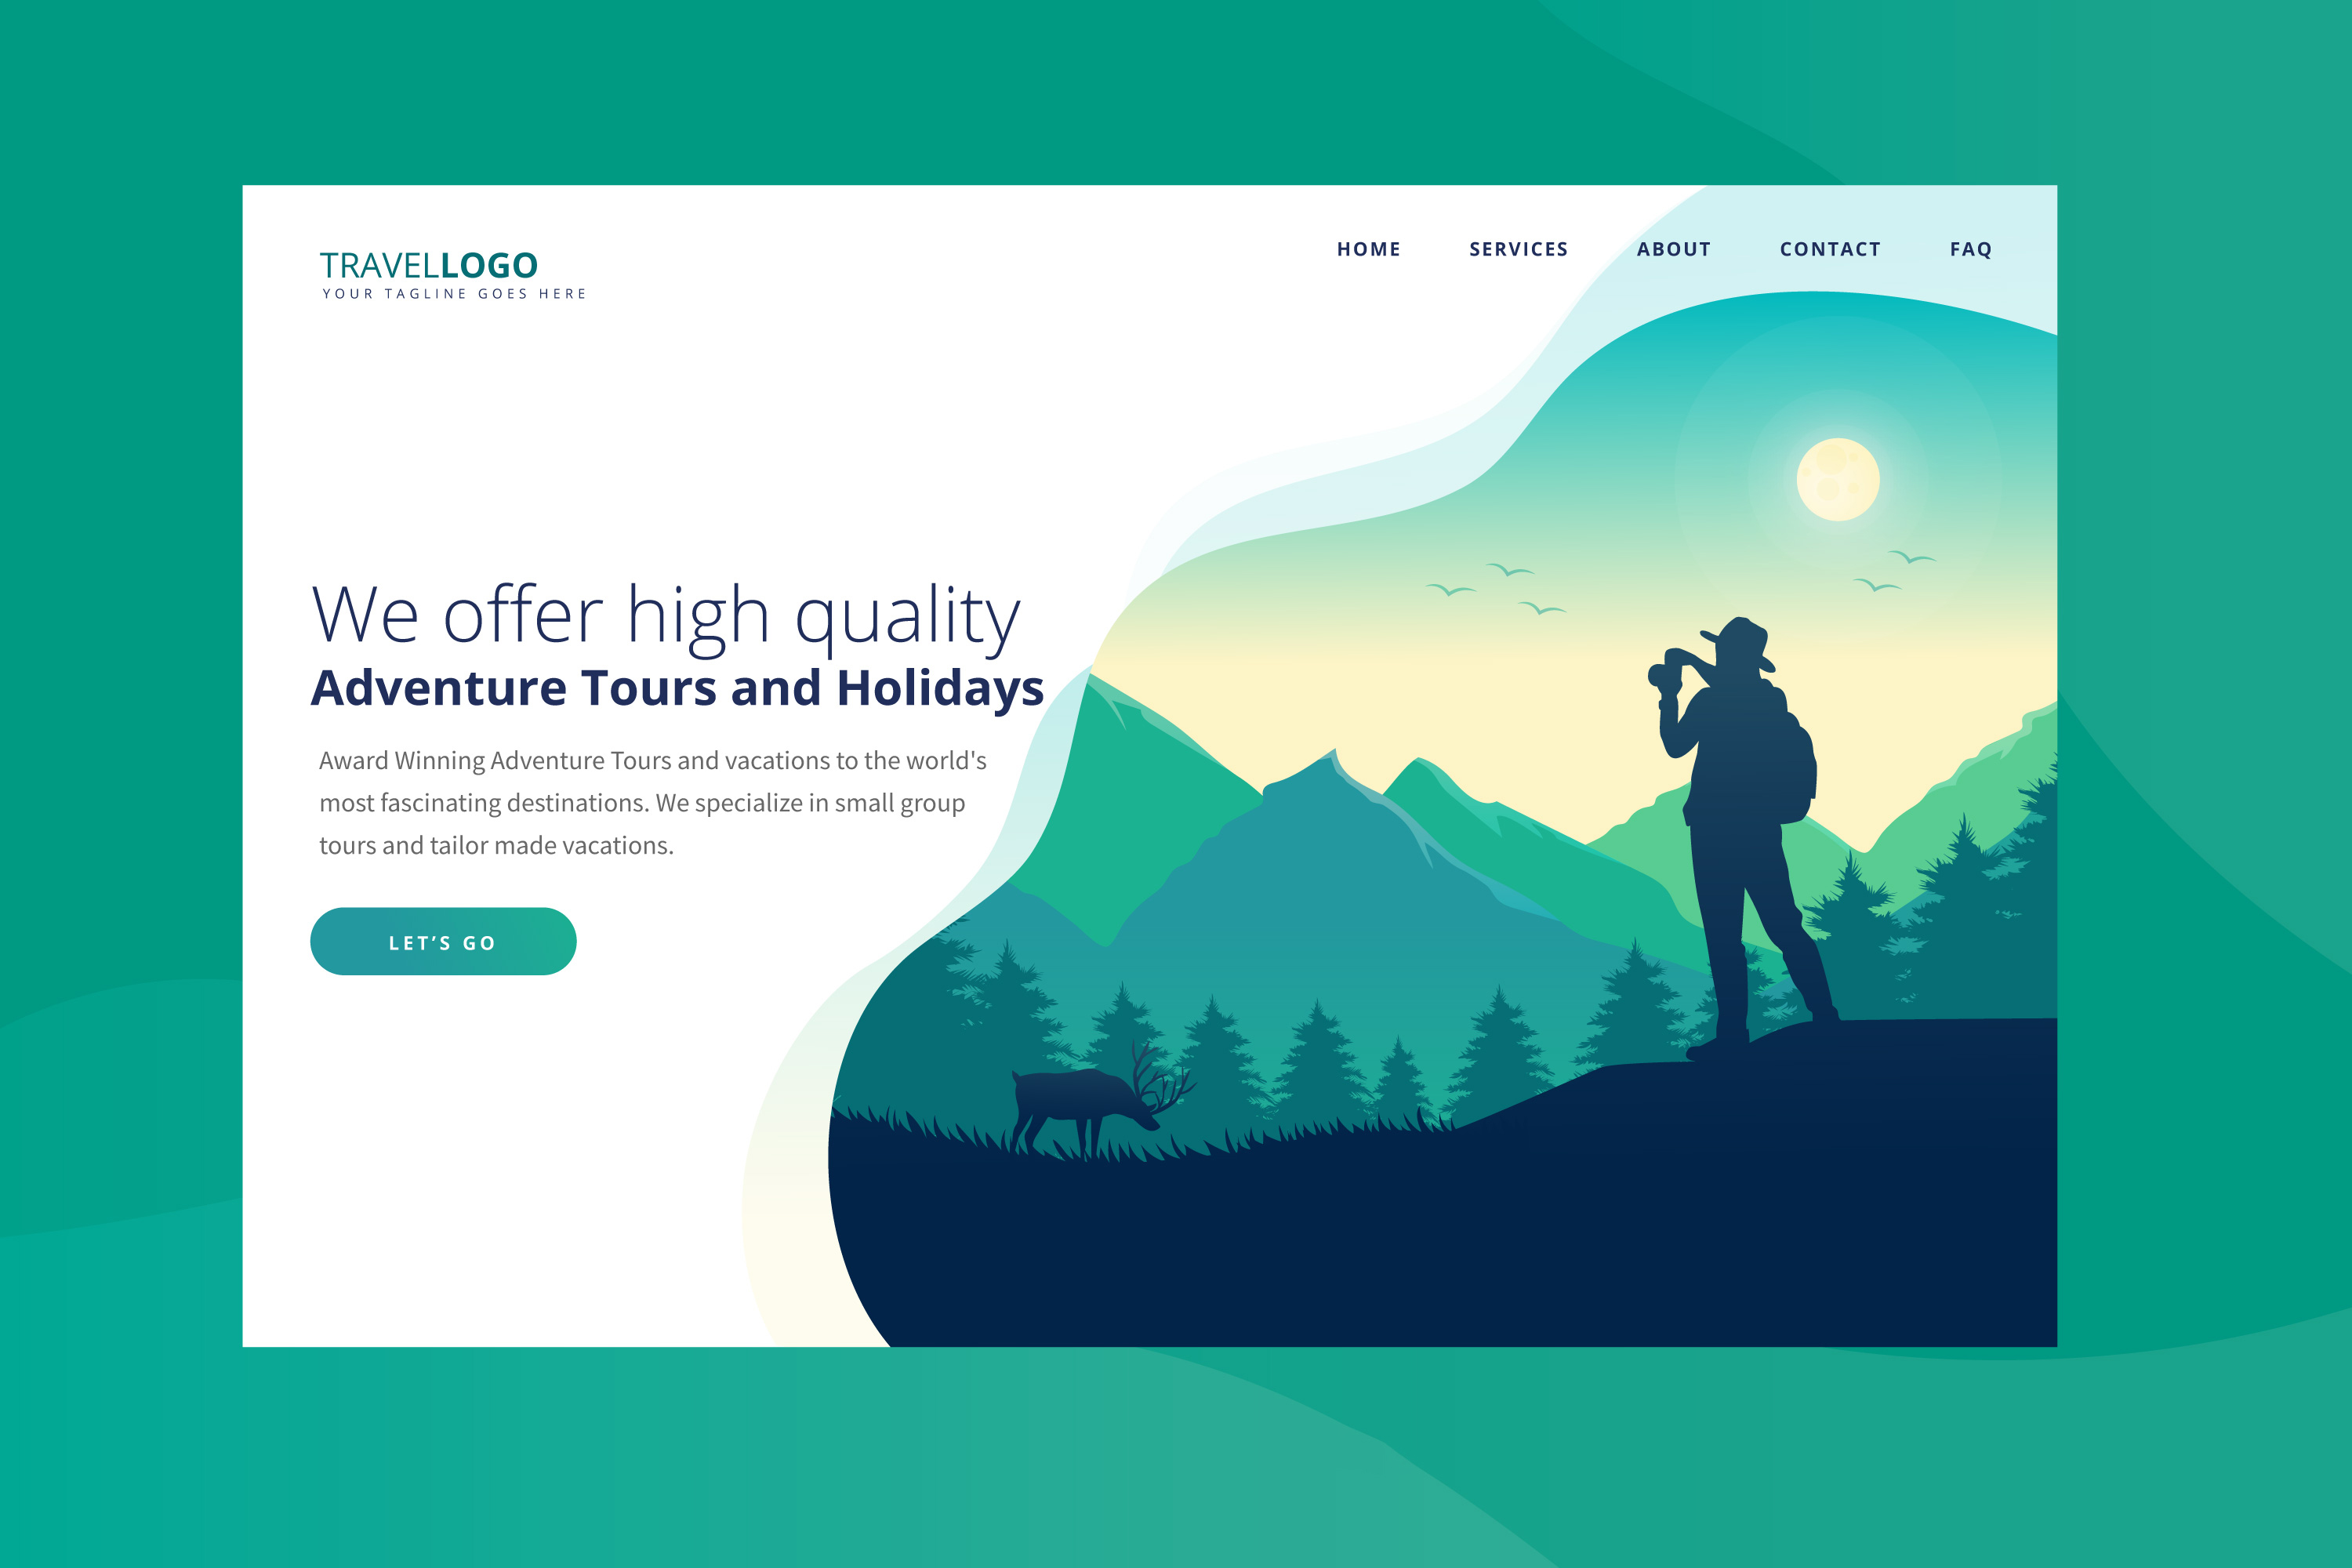 TRAVELLOGO
YOUR TAGLINE GOES HERE
HOME SERVICES ABOUT CONTACT FAQ
We offer high quality
Adventure Tours and Holidays
Award Winning Adventure Tours and vacations to the world's
most fascinating destinations. We specialize in small group
tours and tailor made vacations.
LET’S GO